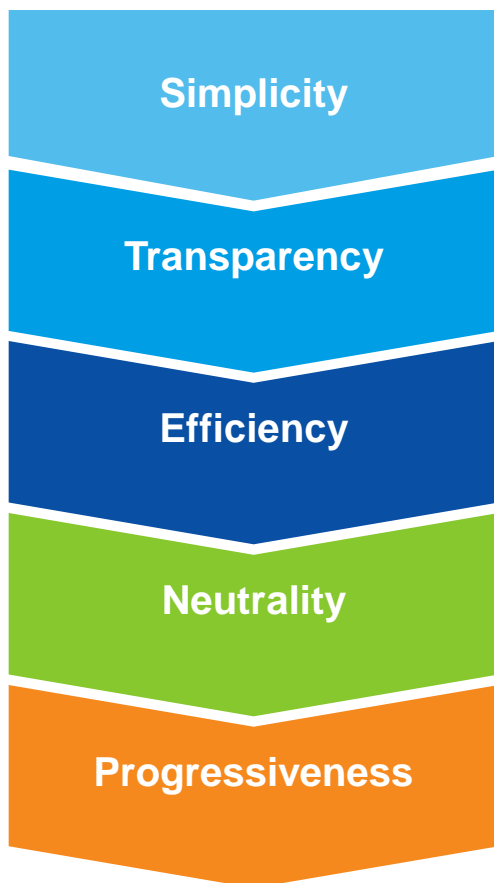 Simplicity
Transparency
Efficiency
Neutrality
Progressiveness